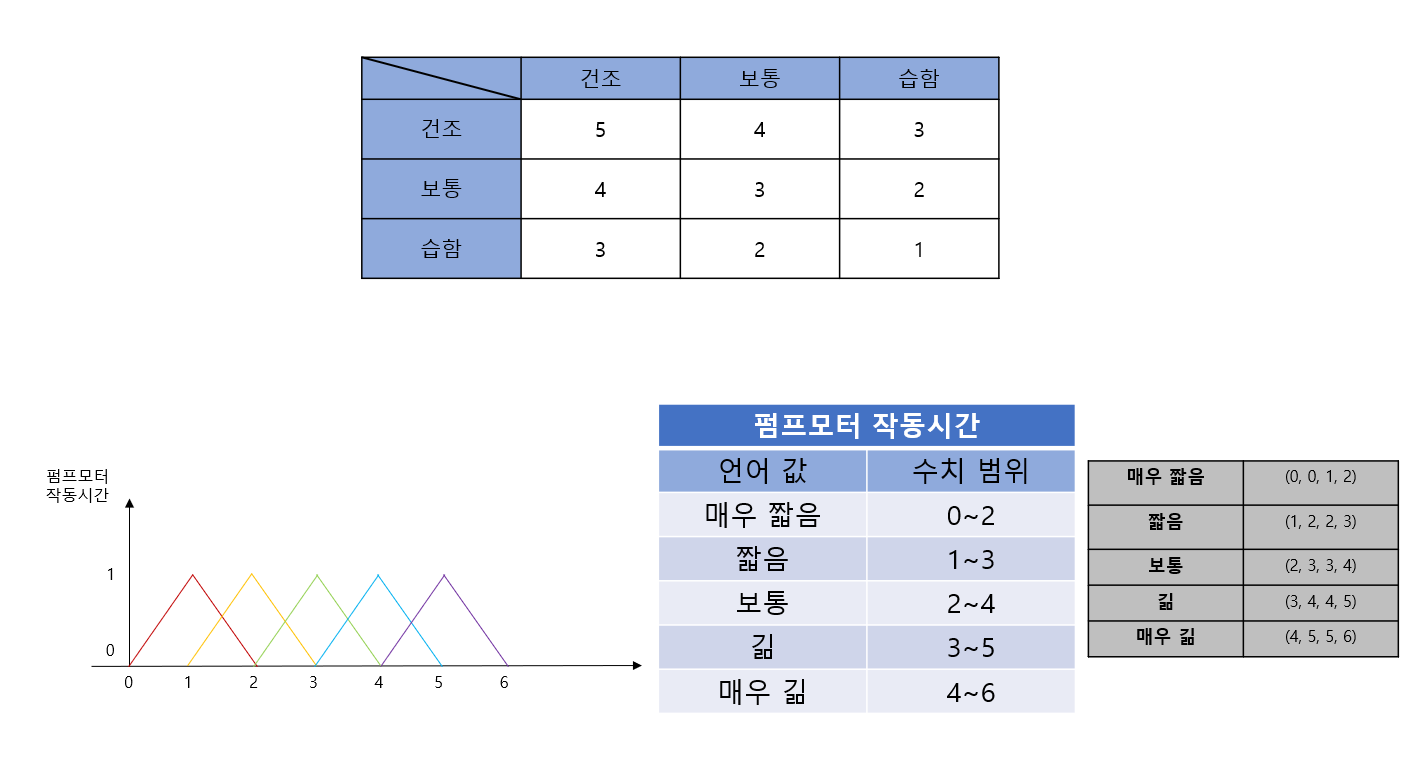 건조 보통 습함
건조 5 4 3
보통 4 3 2
습함 3 2 1
펌프모터
작동시간
1
0
0 1 2 3 4 5 6
펌프모터 작동시간
언어 값 수치 범위
매우 짧음 0~2
짧음 1~3
보통 2~4
긺 3~5
매우 긺 4~6
매우 짧음 (0, 0, 1, 2)
짧음 (1, 2, 2, 3)
보통 (2, 3, 3, 4)
긺 (3, 4, 4, 5)
매우 긺 (4, 5, 5, 6)